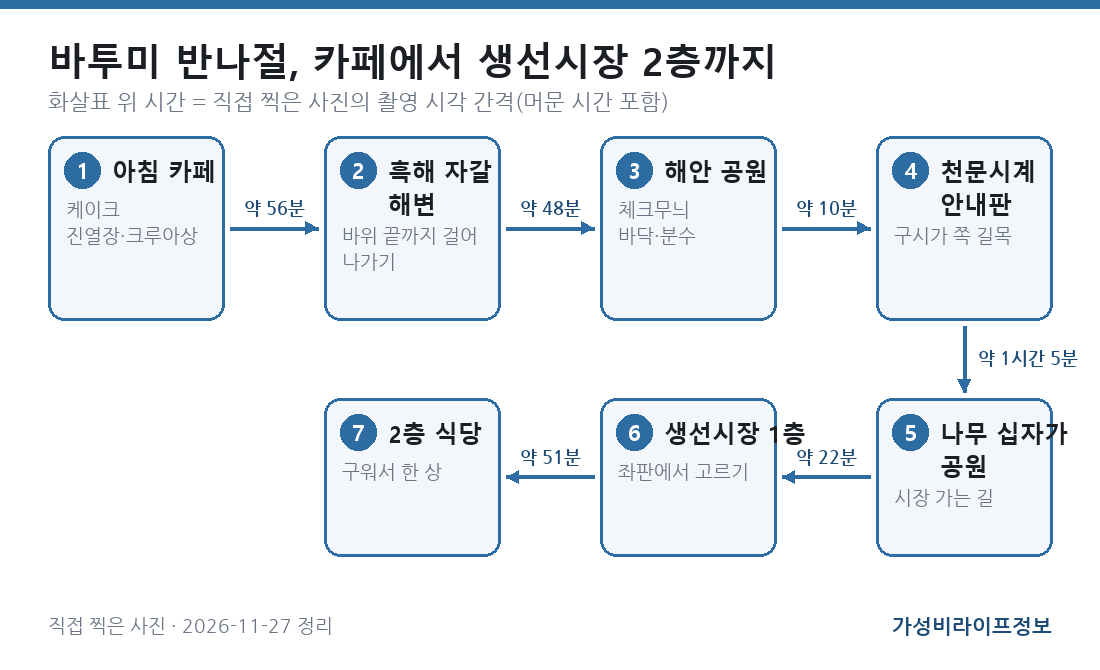 바투미 반나절, 카페에서 생선시장 2층까지
화살표 위 시간 = 직접 찍은 사진의 촬영 시각 간격(머문 시간 포함)
1 아침 카페
케이크
진열장·크루아상
약 56분
2 흑해 자갈
해변
바위 끝까지 걸어
나가기
약 48분
3 해안 공원
체크무늬
바닥·분수
약 10분
4 천문시계
안내판
구시가 쪽 길목
약 1시간 5분
5 나무 십자가
공원
시장 가는 길
약 22분
6 생선시장 1층
좌판에서 고르기
약 51분
7 2층 식당
구워서 한 상
직접 찍은 사진 · 2026-11-27 정리
가성비라이프정보